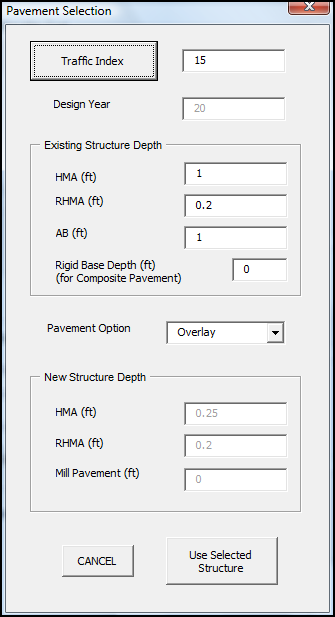 Pavement Selection
Traffic Index 15
Design Year 20
Existing Structure Depth
HMA (ft) 1
RHMA (ft) 0.2
AB (ft) 1
Rigid Base Depth (ft) 0
(for Composite Pavement)
Pavement Option Overlay
New Structure Depth
HMA (ft) 0.25
RHMA (ft) 0.2
Mill Pavement (ft) 0
CANCEL
Use Selected
Structure